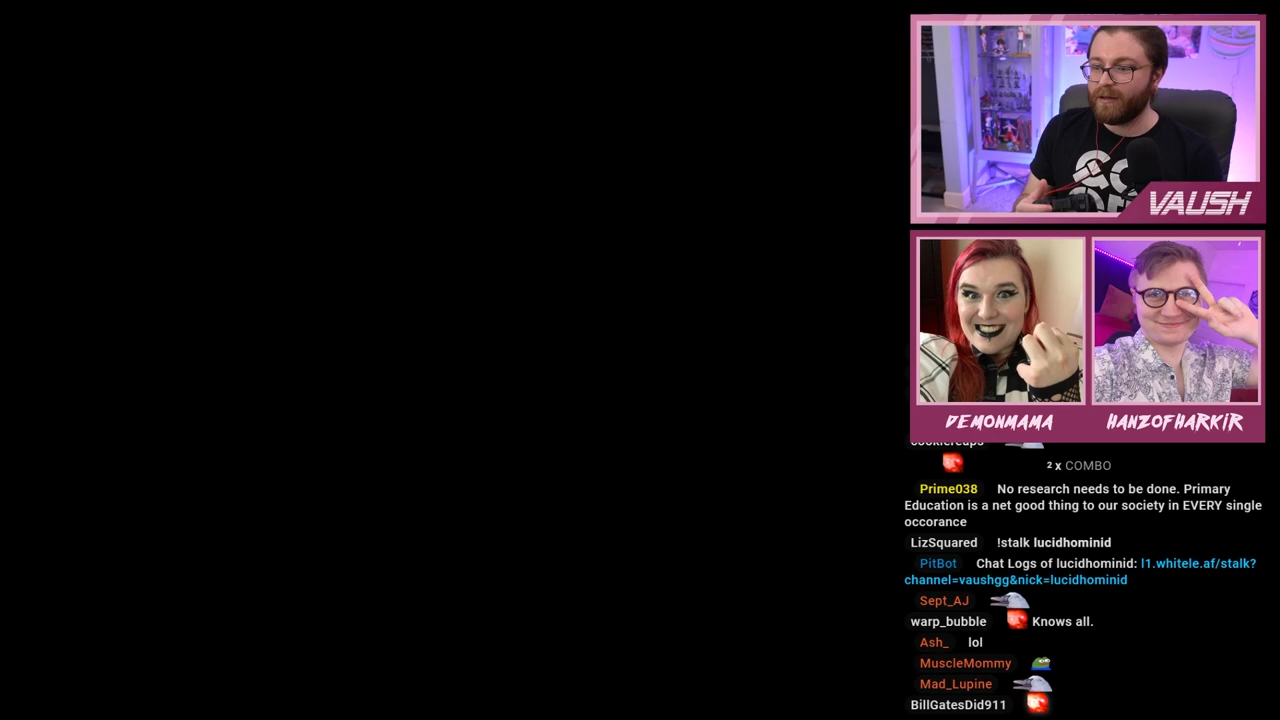 VAUSH
DEMONMAMA
HANZOFHARKIR
2 x COMBO
Prime038 No research needs to be done. Primary
Education is a net good thing to our society in EVERY single
occorance
LizSquared !stalk lucidhominid
PitBot Chat Logs of lucidhominid: l1.whitele.af/stalk?
channel=vaushgg&nick=lucidhominid
Sept_AJ
warp_bubble Knows all.
Ash_ lol
MuscleMommy
Mad_Lupine
BillGatesDid911